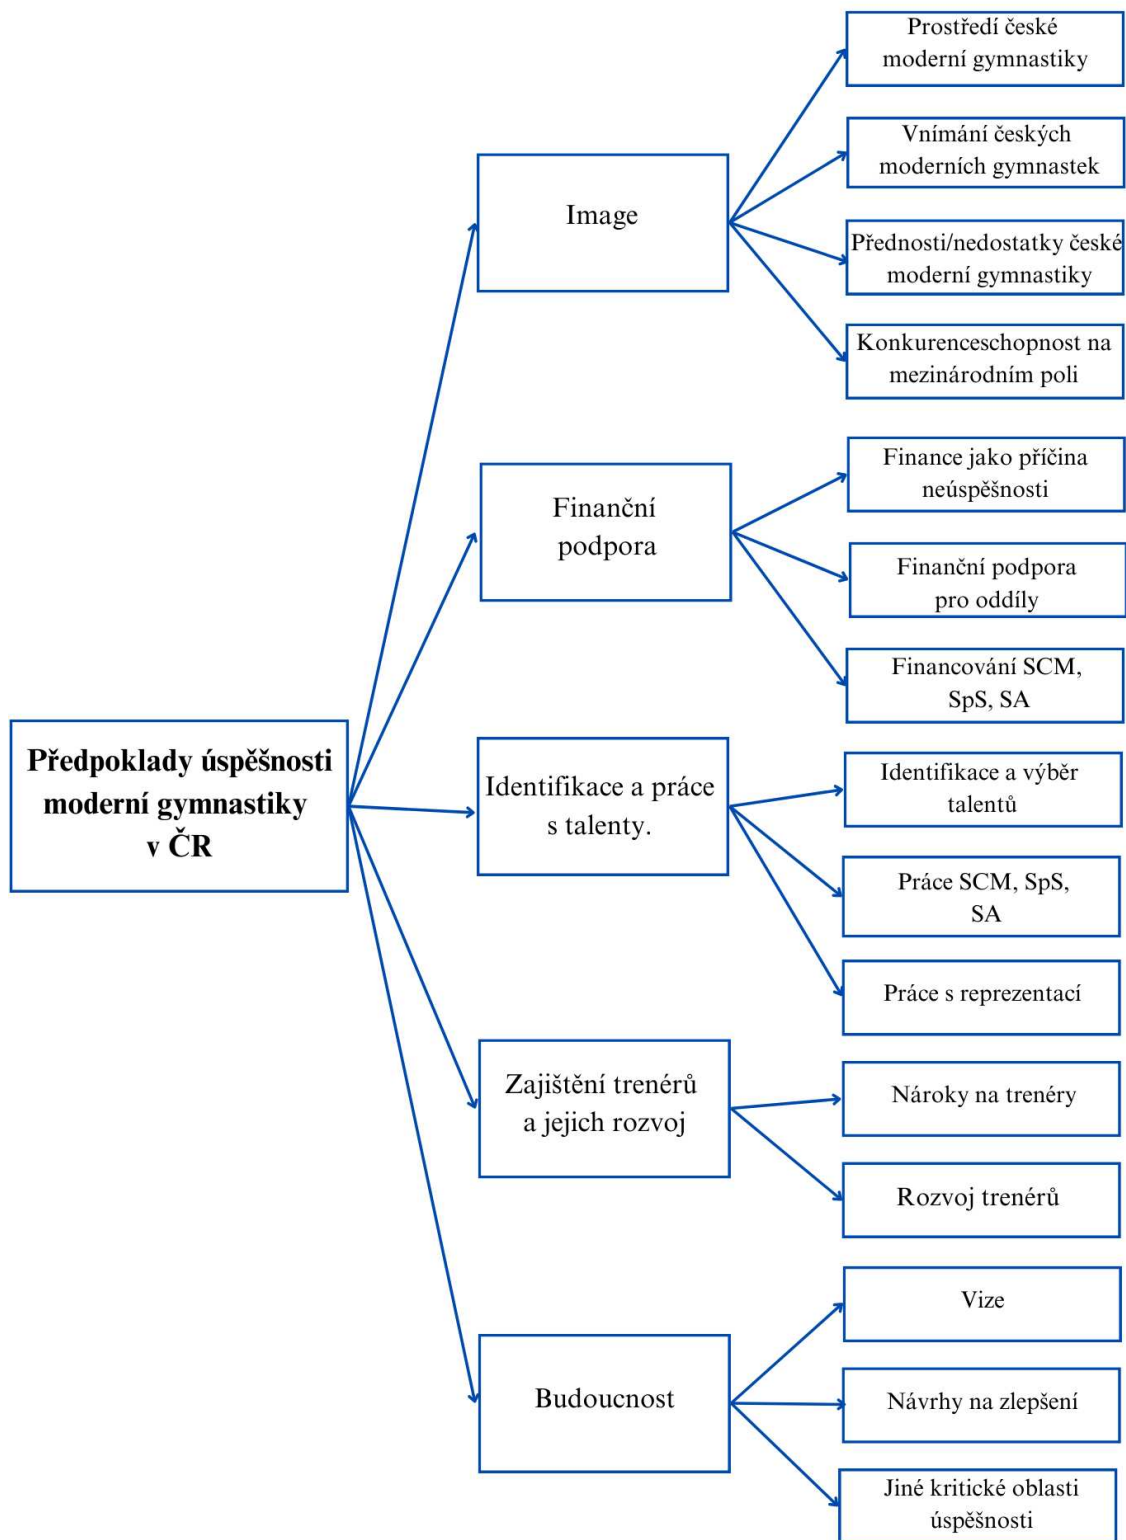 Předpoklady úspěšnosti
moderní gymnastiky
v ČR
Image
Prostředí české
moderní gymnastiky
Vnímání českých
moderních gymnastek
Přednosti/nedostatky české
moderní gymnastiky
Konkurenceschopnost na
mezinárodním poli
Finanční
podpora
Finance jako příčina
neúspěšnosti
Finanční podpora
pro oddíly
Financování SCM,
SpS, SA
Identifikace a práce
s talenty.
Identifikace a výběr
talentů
Práce SCM, SpS,
SA
Práce s reprezentací
Zajištění trenérů
a jejich rozvoj
Nároky na trenéry
Rozvoj trenérů
Budoucnost
Vize
Návrhy na zlepšení
Jiné kritické oblasti
úspěšnosti